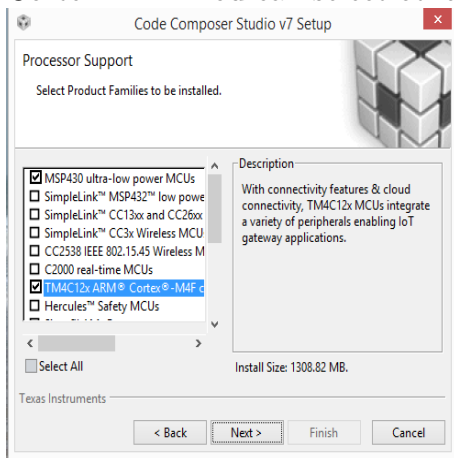 Code Composer Studio v7 Setup
x
Processor Support
Select Product Families to be installed.
MSP430 ultra-low power MCUs
SimpleLink™ MSP432™ low powe
SimpleLink™ CC13xx and CC26xx
SimpleLink™ CC3x Wireless MCU
CC2538 IEEE 802.15.45 Wireless M
C2000 real-time MCUs
TM4C12x ARM® Cortex®-M4F c
Hercules™ Safety MCUs
Select All
Description
With connectivity features & cloud
connectivity, TM4C12x MCUs integrate
a variety of peripherals enabling IoT
gateway applications.
Install Size: 1308.82 MB.
Texas Instruments
< Back
Next >
Finish
Cancel